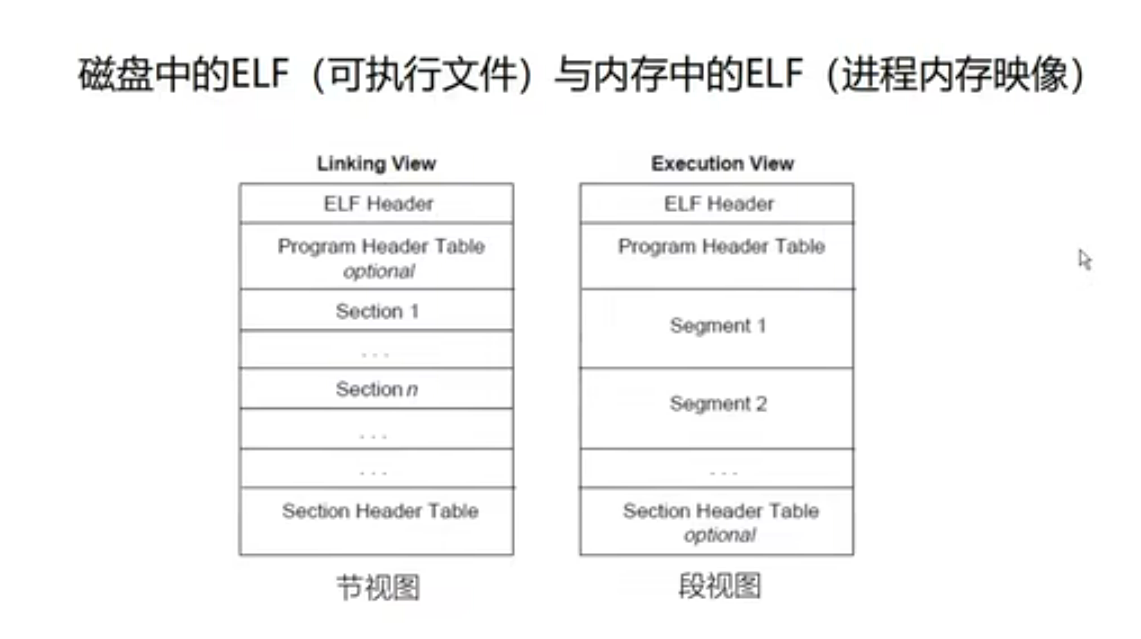 磁盘中的ELF（可执行文件）与内存中的ELF（进程内存映像）
Linking View
ELF Header
Program Header Table
optional
Section 1
. . .
Section n
. . .
. . .
Section Header Table
节视图
Execution View
ELF Header
Program Header Table
Segment 1
Segment 2
. . .
Section Header Table
optional
段视图